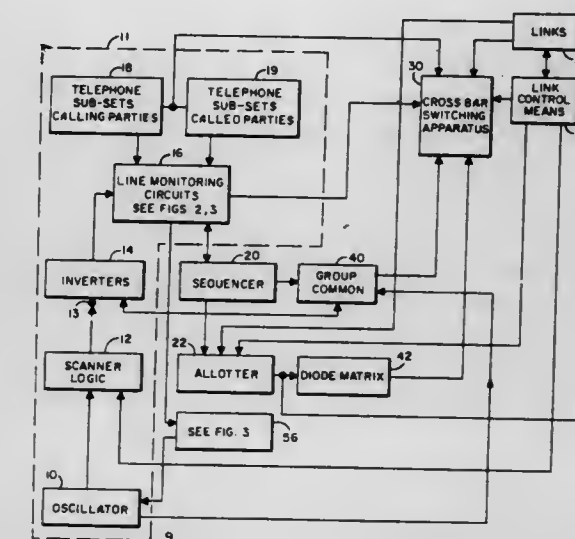 11
18
TELEPHONE
SUB-SETS
CALLING PARTIES
19
TELEPHONE
SUB-SETS
CALLED PARTIES
LINKS
30
CROSS BAR
SWITCHING
APPARATUS
LINK
CONTROL
MEANS
16
LINE MONITORING
CIRCUITS
SEE FIGS 2,3
14
INVERTERS
13
20
SEQUENCER
40
GROUP
COMMON
12
SCANNER
LOGIC
22
ALLOTTER
42
DIODE MATRIX
SEE FIG. 3
56
10
OSCILLATOR
9